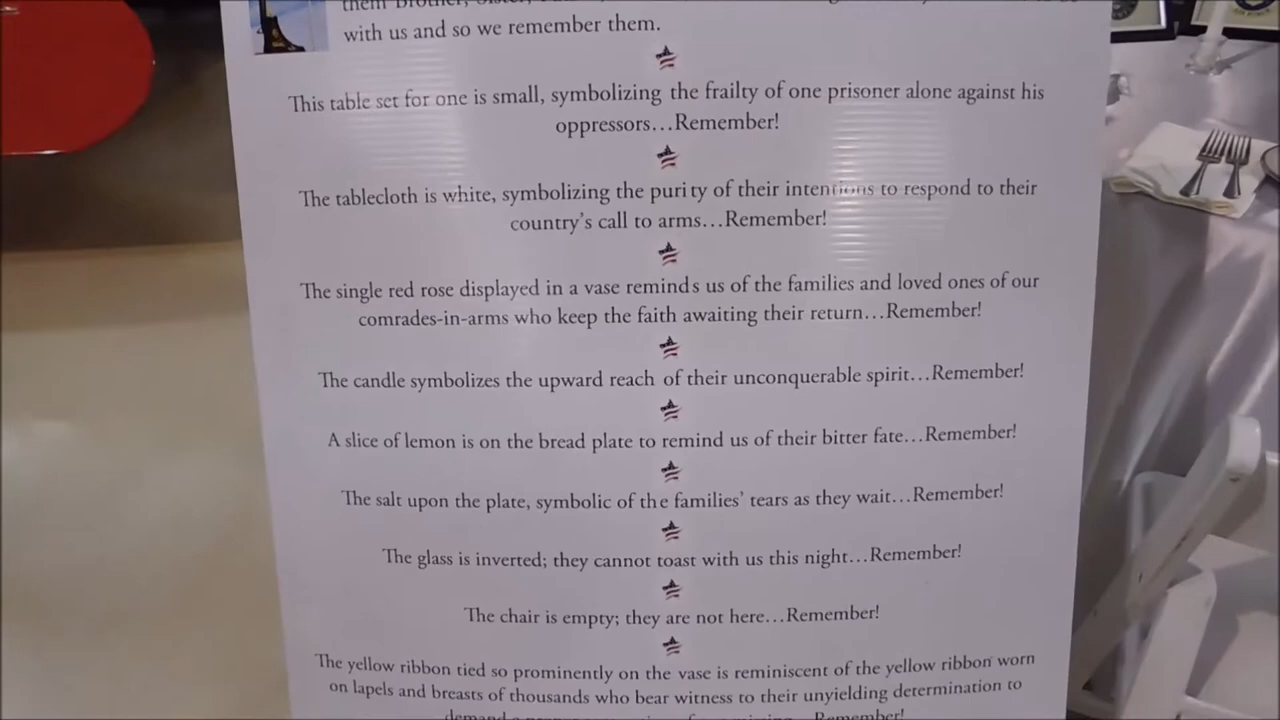 them Brother,
with us and so we remember them.
This table set for one is small, symbolizing the frailty of one prisoner alone against his
oppressors…Remember!
The tablecloth is white, symbolizing the purity of their intentions to respond to their
country's call to arms…Remember!
The single red rose displayed in a vase reminds us of the families and loved ones of our
comrades-in-arms who keep the faith awaiting their return…Remember!
The candle symbolizes the upward reach of their unconquerable spirit…Remember!
A slice of lemon is on the bread plate to remind us of their bitter fate…Remember!
The salt upon the plate, symbolic of the families' tears as they wait…Remember!
The glass is inverted; they cannot toast with us this night…Remember!
The chair is empty; they are not here…Remember!
The yellow ribbon tied so prominently on the vase is reminiscent of the yellow ribbon worn
on lapels and breasts of thousands who bear witness to their unyielding determination to
demand a Remember!